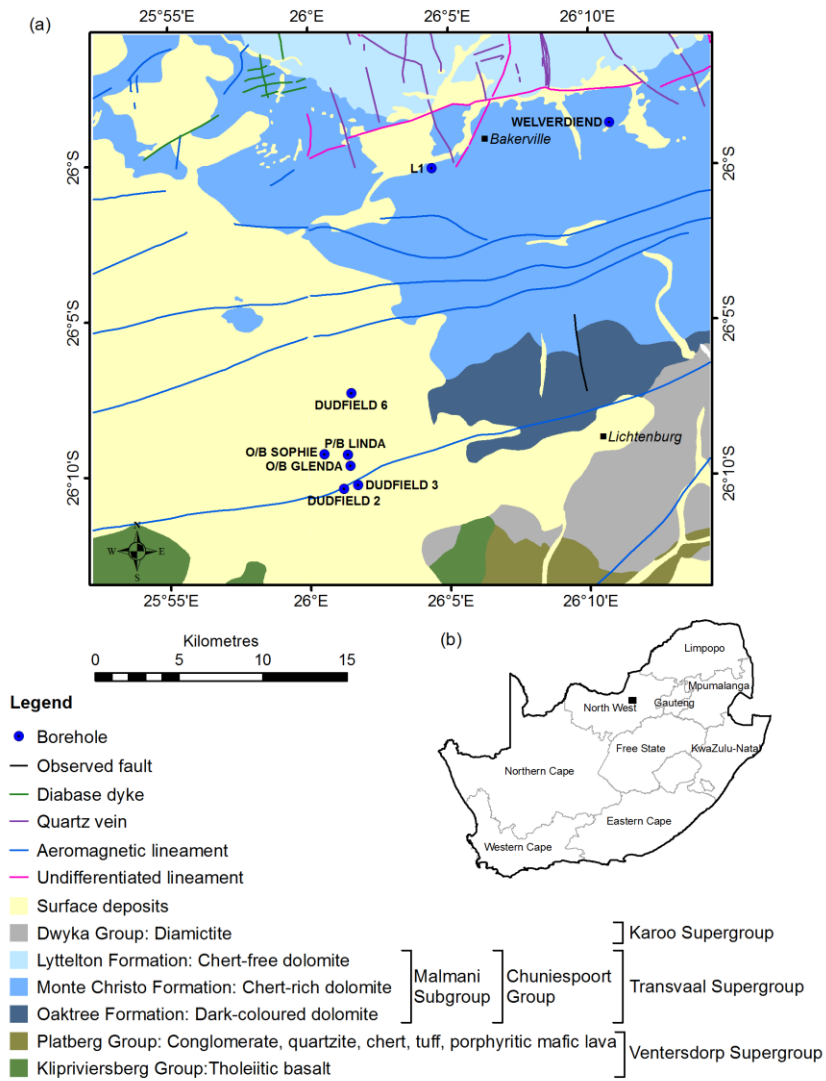 (a)
25°55'E 26°E 26°5'E 26°10'E
WELVERDIEND
Bakerville
26°S 26°S
L1
26°5'S 26°5'S
DUDFIELD 6
Lichtenburg
P/B LINDA
O/B SOPHIE
O/B GLENDA
26°10'S 26°10'S
DUDFIELD 3
DUDFIELD 2
N
W E
S
25°55'E 26°E 26°5'E 26°10'E
Kilometres
0 5 10 15
(b)
Limpopo
Mpumalanga
North West
Gauteng
Free State
KwaZulu-Natal
Northern Cape
Eastern Cape
Western Cape
Legend
Borehole
Observed fault
Diabase dyke
Quartz vein
Aeromagnetic lineament
Undifferentiated lineament
Surface deposits
Dwyka Group: Diamictite
Karoo Supergroup
Lyttelton Formation: Chert-free dolomite
Monte Christo Formation: Chert-rich dolomite
Oaktree Formation: Dark-coloured dolomite
Malmani
Subgroup
Chuniespoort
Group
Transvaal Supergroup
Platberg Group: Conglomerate, quartzite, chert, tuff, porphyritic mafic lava
Klipriviersberg Group:Tholeiitic basalt
Ventersdorp Supergroup